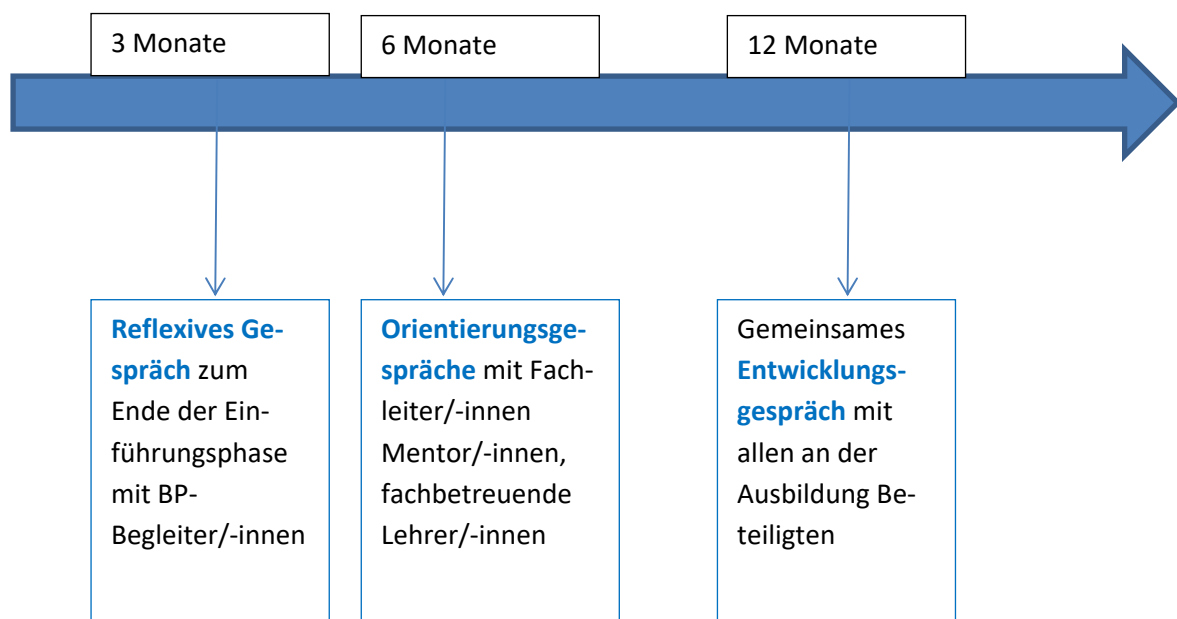 3 Monate
6 Monate
12 Monate
Reflexives Ge-
spräch zum
Ende der Ein-
führungsphase
mit BP-
Begleiter/-innen
Orientierungsge-
spräche mit Fach-
leiter/-innen
Mentor/-innen,
fachbetreuende
Lehrer/-innen
Gemeinsames
Entwicklungs-
gespräch mit
allen an der
Ausbildung Be-
teiligten